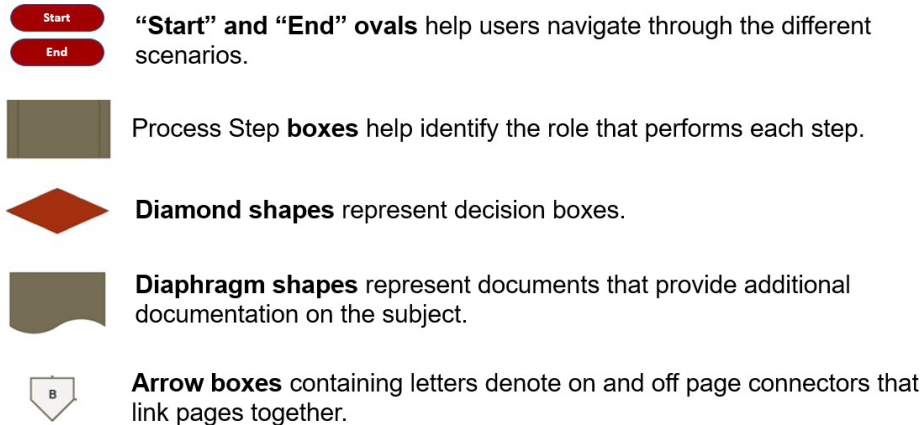 Start
“Start” and “End” ovals help users navigate through the different
End
scenarios.
Process Step boxes help identify the role that performs each step.
Diamond shapes represent decision boxes.
Diaphragm shapes represent documents that provide additional
documentation on the subject.
B
Arrow boxes containing letters denote on and off page connectors that
link pages together.